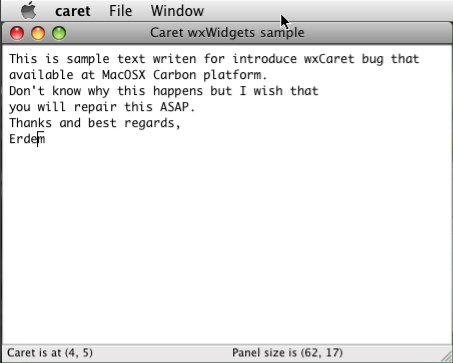 caret File Window
Caret wxWidgets sample
This is sample text writen for introduce wxCaret bug that
available at MacOSX Carbon platform.
Don't know why this happens but I wish that
you will repair this ASAP.
Thanks and best regards,
Erdem
Caret is at (4, 5) Panel size is (62, 17)